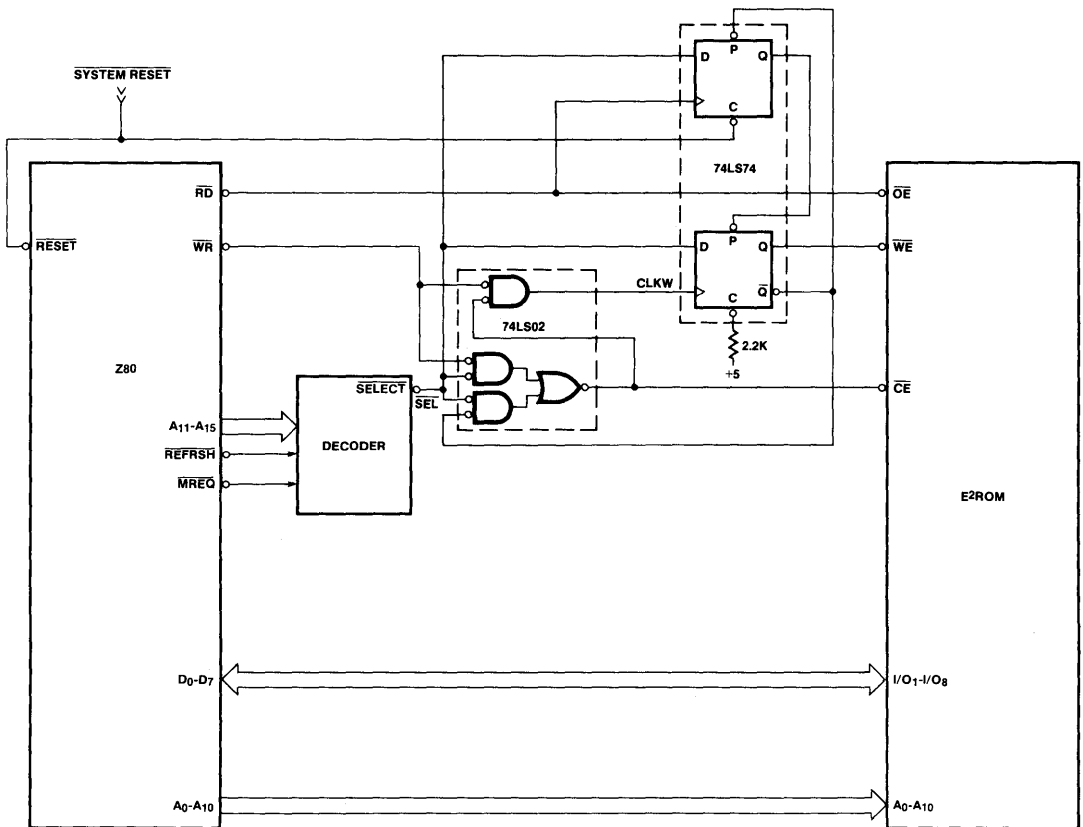 P
D
Q
SYSTEM RESET
C
74LS74
RD
OE
RESET
WR
P
D
Q
WE
CLKW
Q
C
74LS02
2.2K
Z80
+5
SELECT
CE
SEL
A11-A15
DECODER
REFRSH
MREQ
E2ROM
D0-D7
I/O1-I/O8
A0-A10
A0-A10